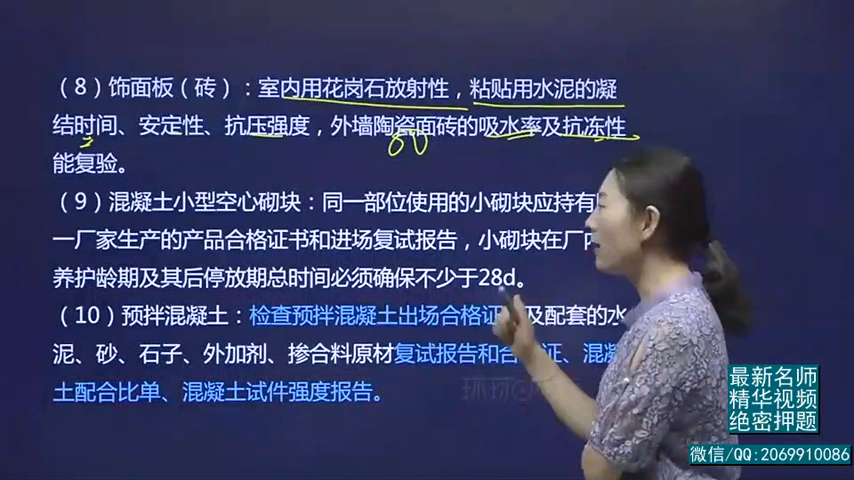 （8）饰面板（砖）：室内用花岗石放射性，粘贴用水泥的凝
结时间、安定性、抗压强度，外墙陶瓷面砖的吸水率及抗冻性
能复验。
（9）混凝土小型空心砌块：同一部位使用的小砌块应持有
一厂家生产的产品合格证书和进场复试报告，小砌块在厂内
养护龄期及其后停放期总时间必须确保不少于28d。
（10）预拌混凝土：检查预拌混凝土出场合格证 及配套的水
泥、砂、石子、外加剂、掺合料原材复试报告和合 证、混凝
土配合比单、混凝土试件强度报告。
环球
最新名师
精华视频
绝密押题
微信/QQ:2069910086